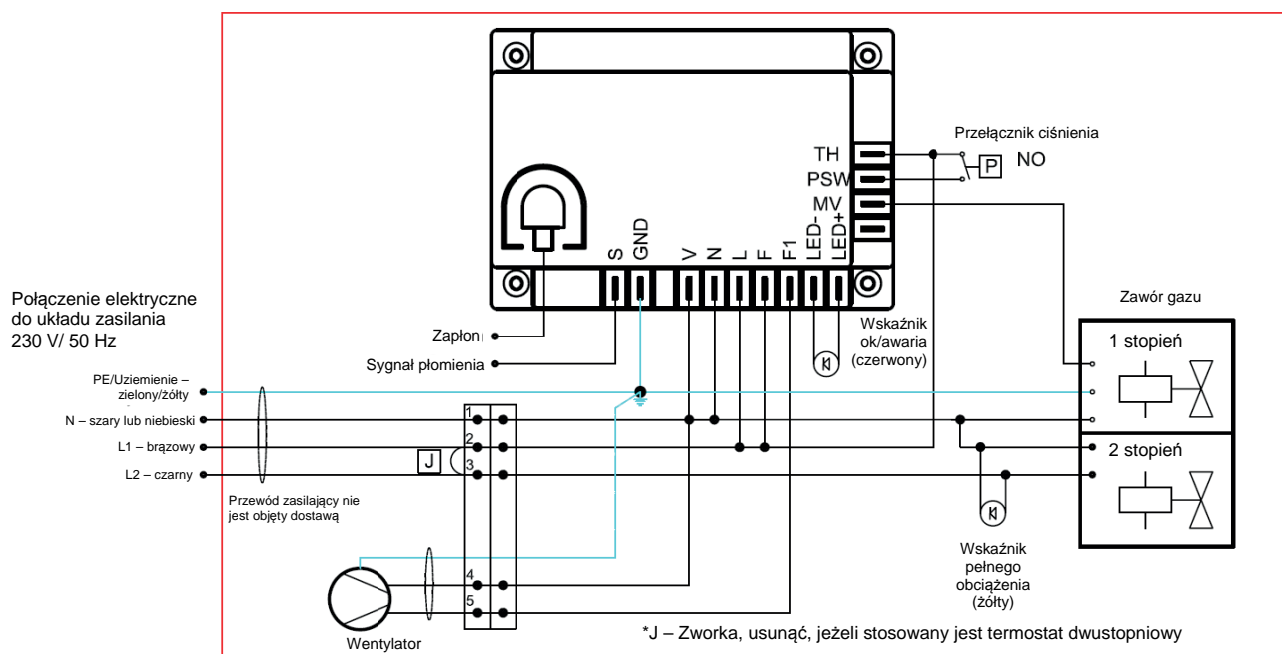 TH
PSW
MV
LED-
LED+
S
GND
V
N
L
F
F1
Przełącznik ciśnienia
P
NO
Połączenie elektryczne
do układu zasilania
230 V/ 50 Hz
Zapłon
Sygnał płomienia
Wskaźnik
ok/awaria
(czerwony)
Zawór gazu
1 stopień
2 stopień
PE/Uziemienie –
zielony/żółty
N – szary lub niebieski
L1 – brązowy
L2 – czarny
1
2
3
J
Przewód zasilający nie
jest objęty dostawą
4
5
Wentylator
Wskaźnik
pełnego
obciążenia
(żółty)
*J – Zworka, usunąć, jeżeli stosowany jest termostat dwustopniowy